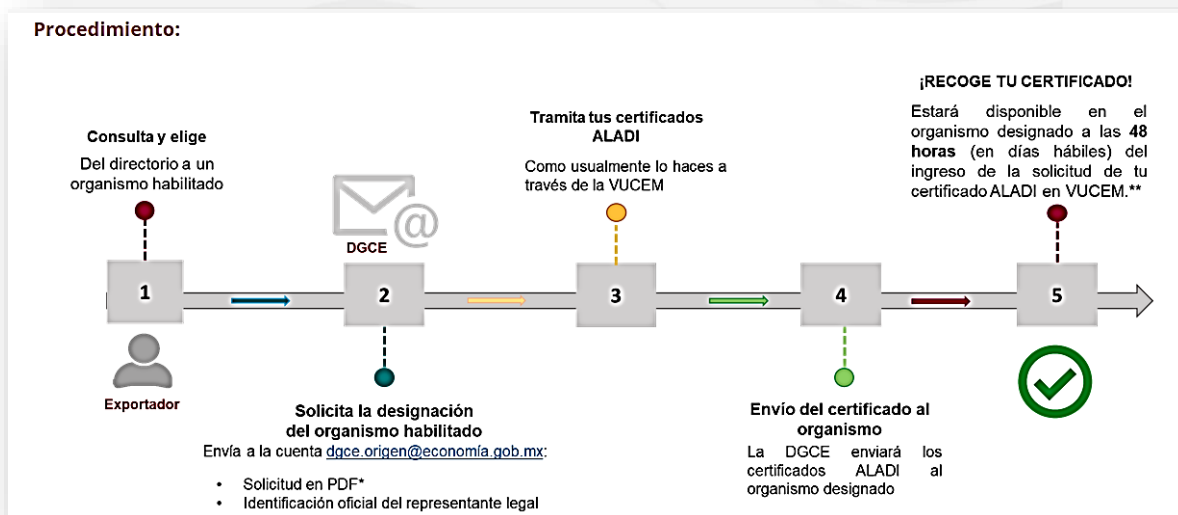 Procedimiento:
Consulta y elige
Del directorio a un
organismo habilitado
1
Exportador
@
DGCE
2
Solicita la designación
del organismo habilitado
Envía a la cuenta dgce.origen@economía.gob.mx:
• Solicitud en PDF*
• Identificación oficial del representante legal
Tramita tus certificados
ALADI
Como usualmente lo haces a
través de la VUCEM
3
4
Envío del certificado al
organismo
La DGCE enviará los
certificados ALADI al
organismo designado
¡RECOGE TU CERTIFICADO!
Estará disponible en el
organismo designado a las 48
horas (en días hábiles) del
ingreso de la solicitud de tu
certificado ALADI en VUCEM.**
5